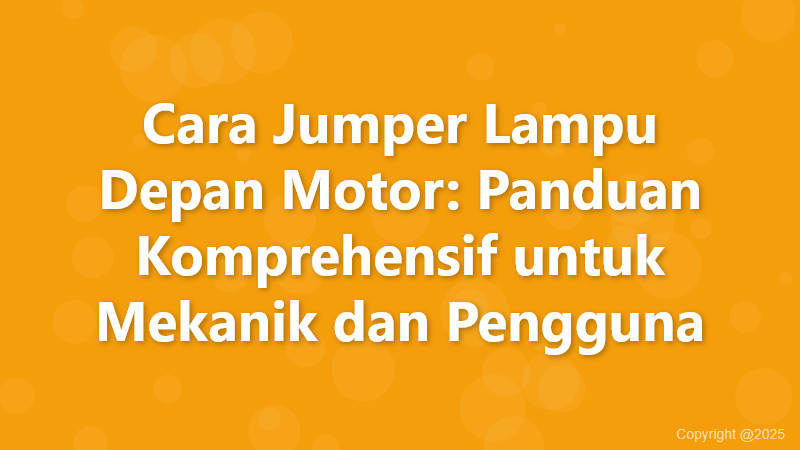 Cara Jumper Lampu
Depan Motor: Panduan
Komprehensif untuk
Mekanik dan Pengguna
Copyright @2025